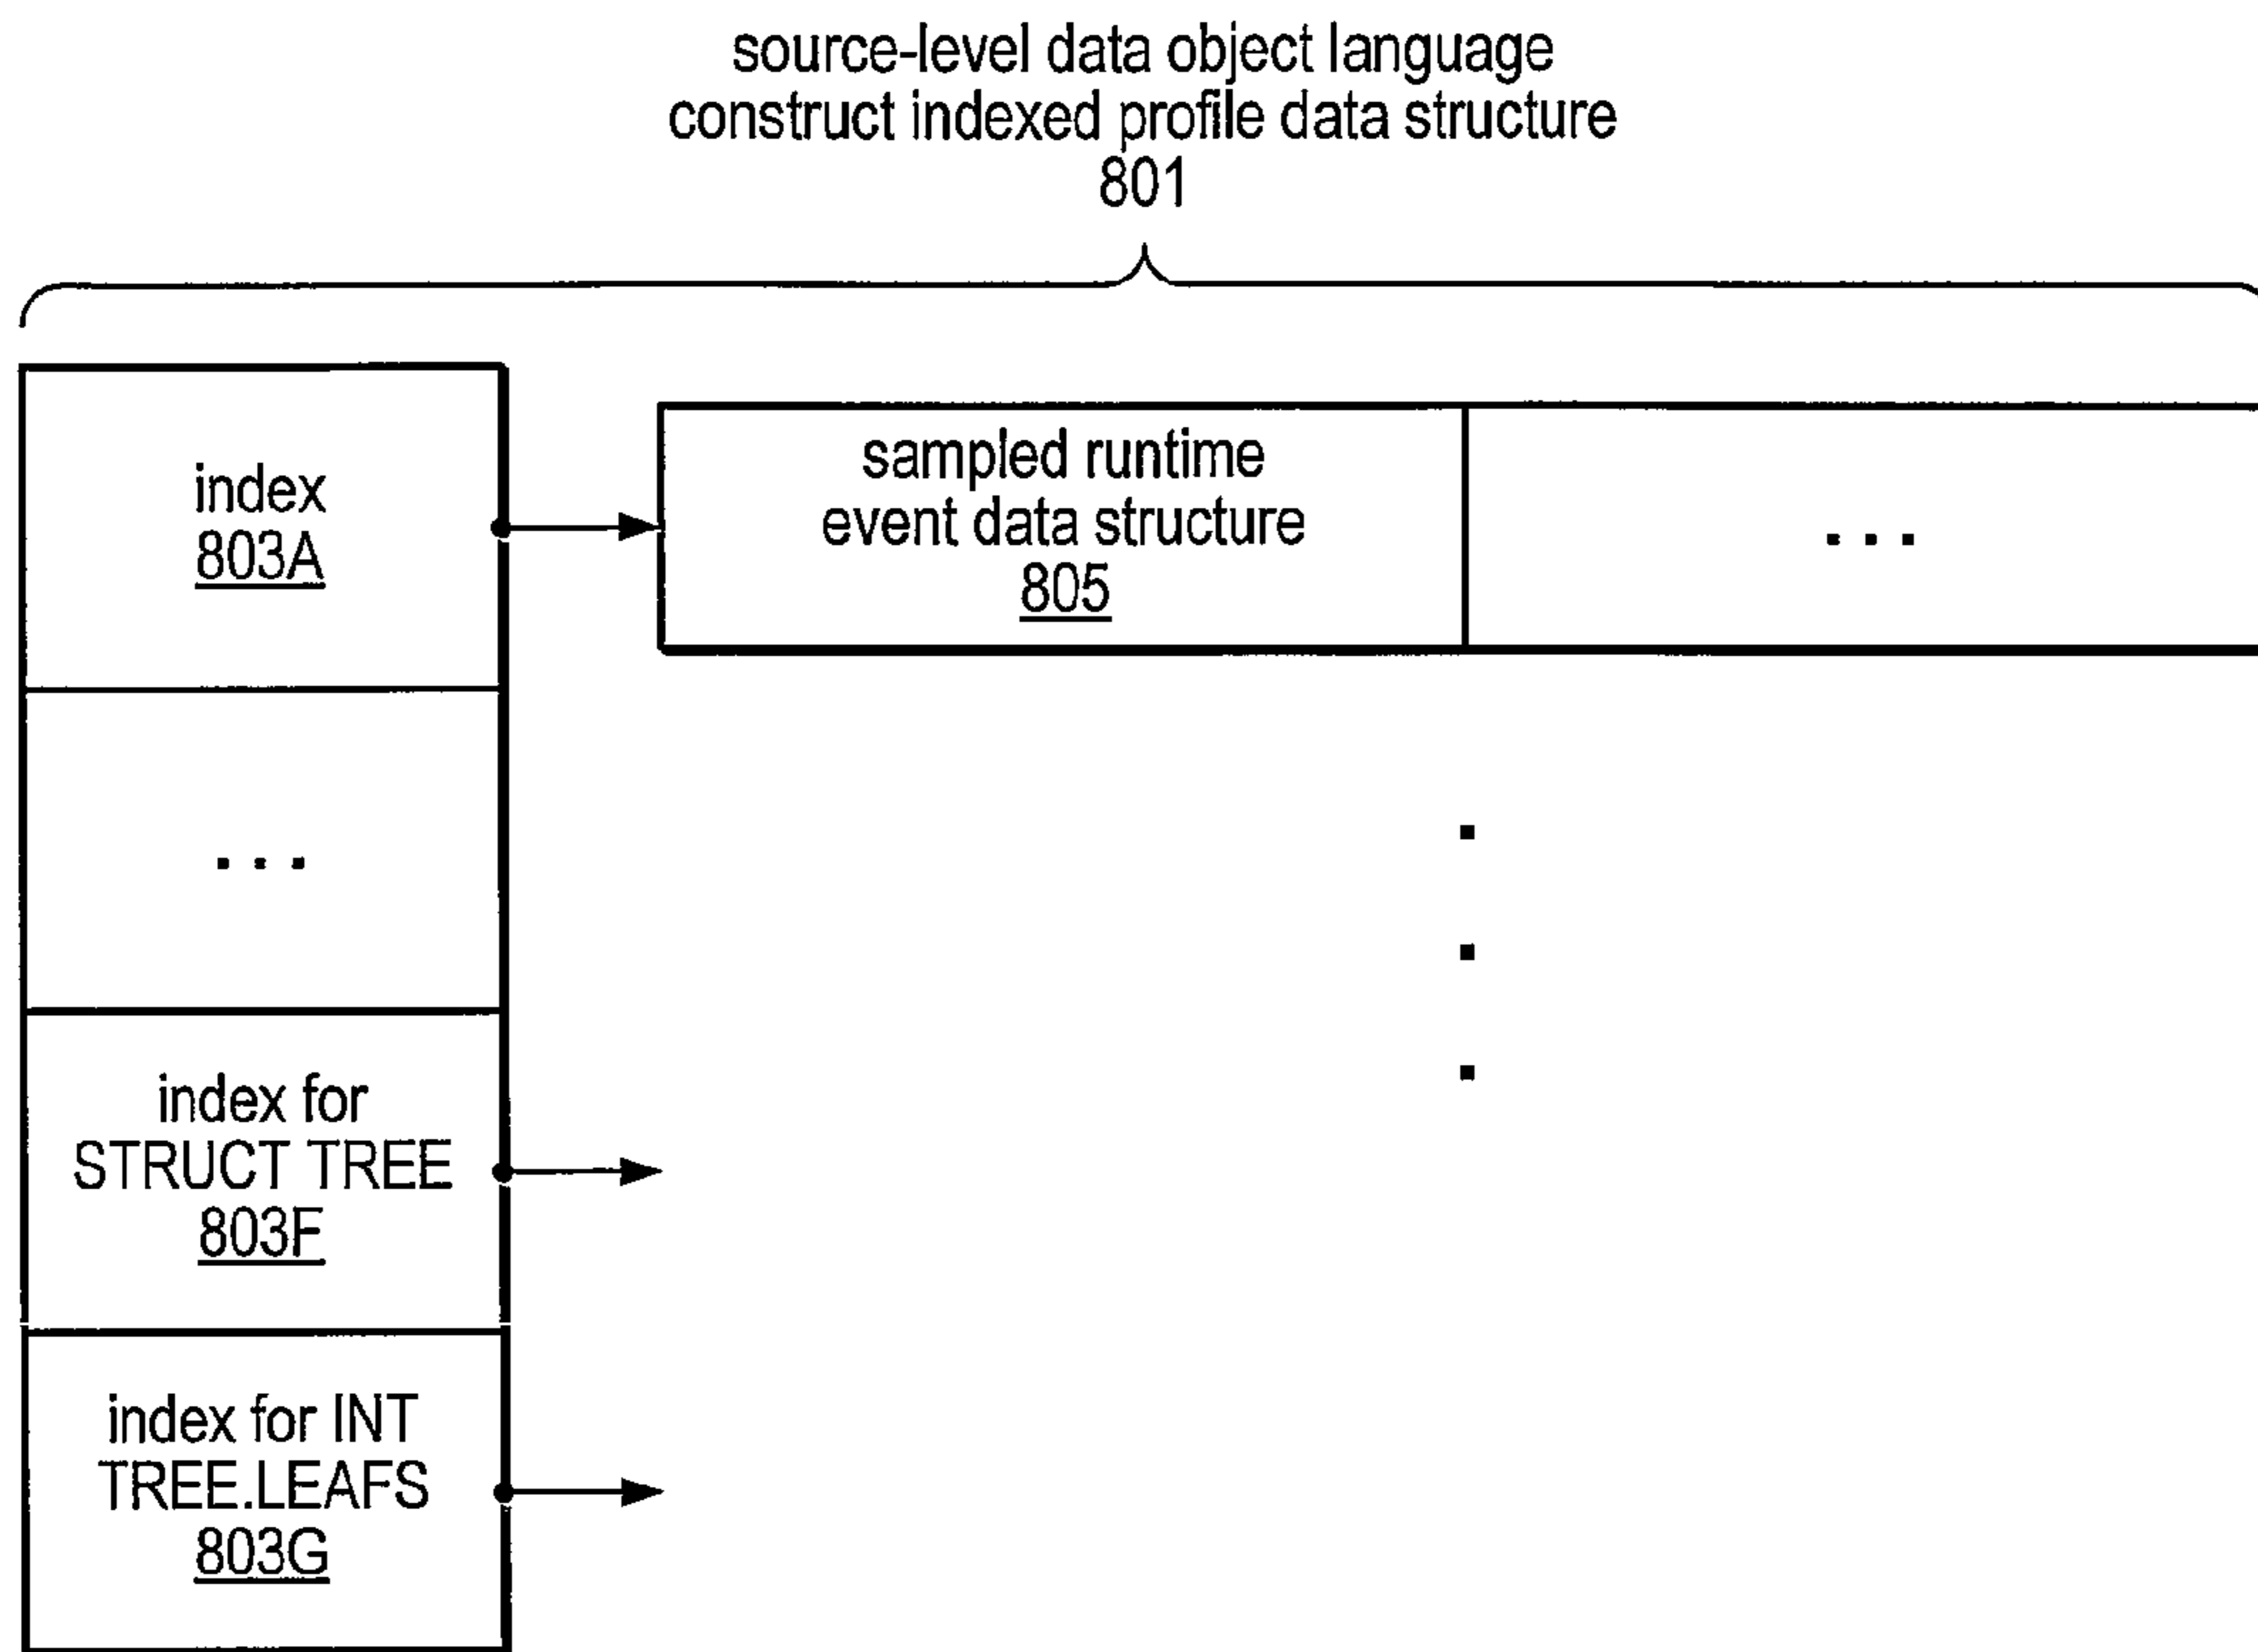 source-level data object language
construct indexed profile data structure
801
index
803A
sampled runtime
event data structure
805
...
...
index for
STRUCT TREE
803F
index for INT
TREE.LEAFS
803G